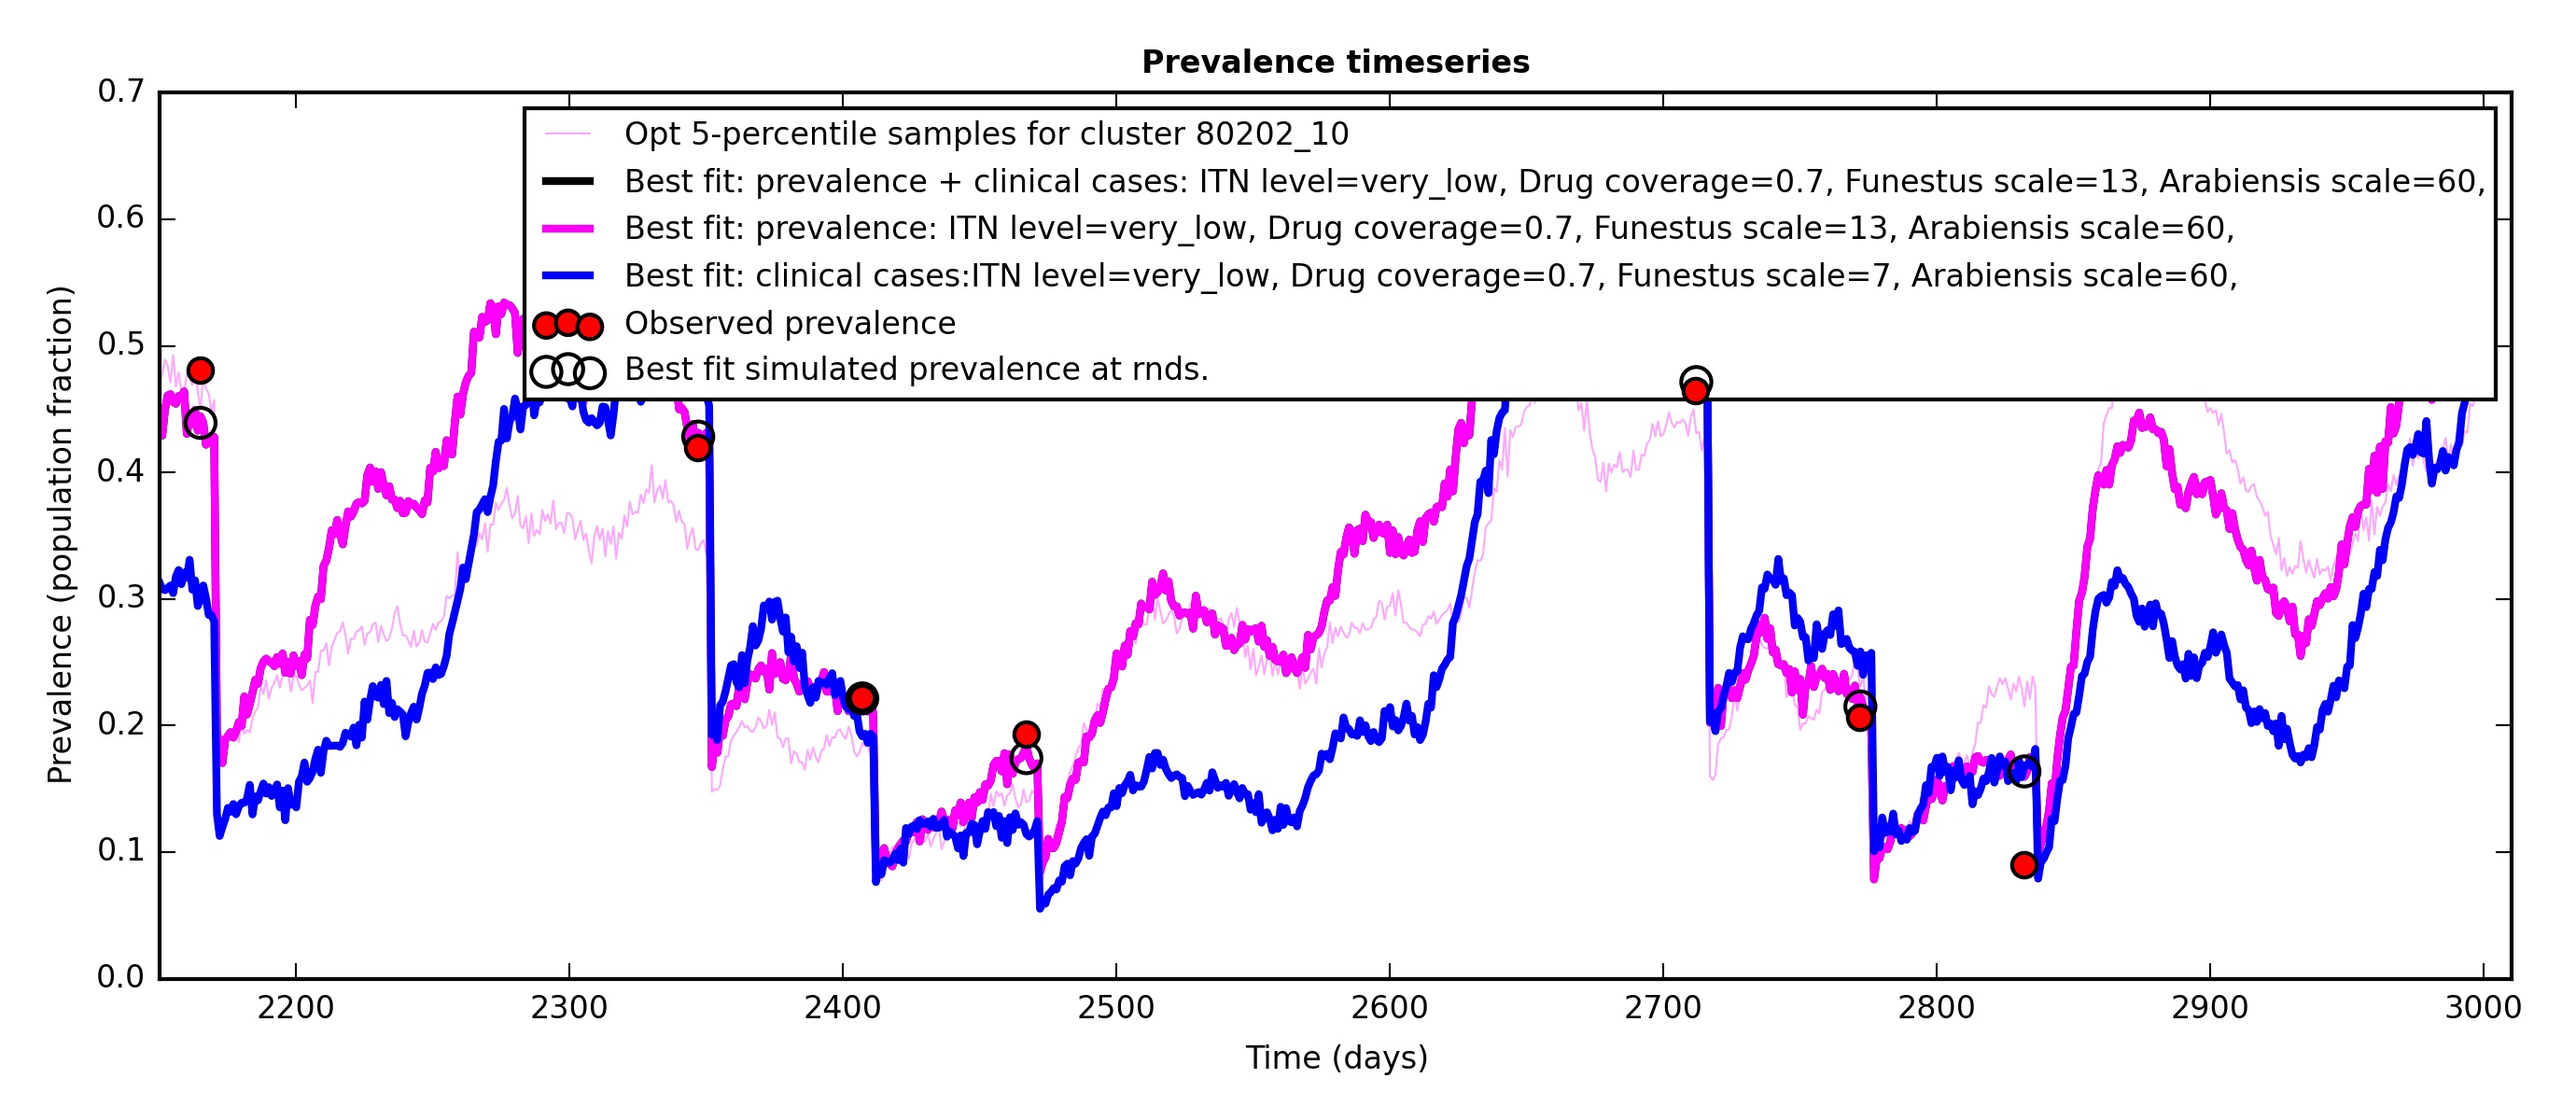 Prevalence timeseries
0.7
0.6
0.5
0.4
0.3
0.2
0.1
0.0
Prevalence (population fraction)
Opt 5-percentile samples for cluster 80202_10
Best fit: prevalence + clinical cases: ITN level=very_low, Drug coverage=0.7, Funestus scale=13, Arabiensis scale=60,
Best fit: prevalence: ITN level=very_low, Drug coverage=0.7, Funestus scale=13, Arabiensis scale=60,
Best fit: clinical cases:ITN level=very_low, Drug coverage=0.7, Funestus scale=7, Arabiensis scale=60,
Observed prevalence
Best fit simulated prevalence at rnds.
2200 2300 2400 2500 2600 2700 2800 2900 3000
Time (days)